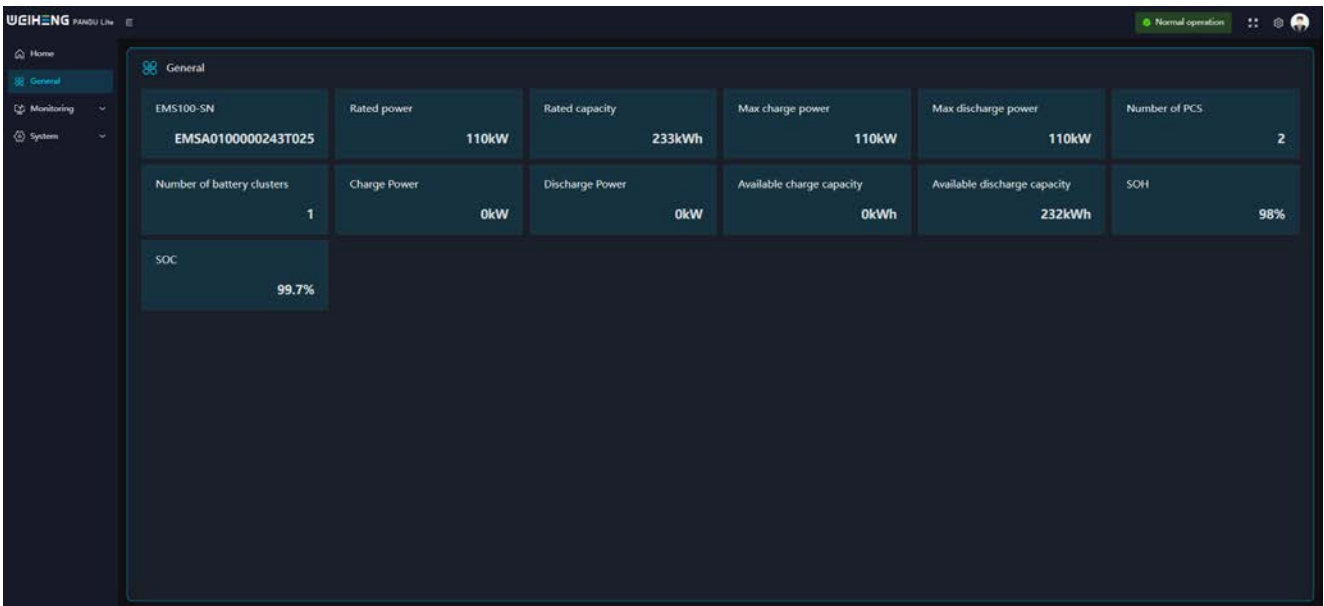 WEIHENG PANGU Lite
Normal operation
Home
General
Monitoring
System
General
EMS100-SN
EMSA0100000243T025
Rated power
110kW
Rated capacity
233kWh
Max charge power
110kW
Max discharge power
110kW
Number of PCS
2
Number of battery clusters
1
Charge Power
0kW
Discharge Power
0kW
Available charge capacity
0kWh
Available discharge capacity
232kWh
SOH
98%
SOC
99.7%